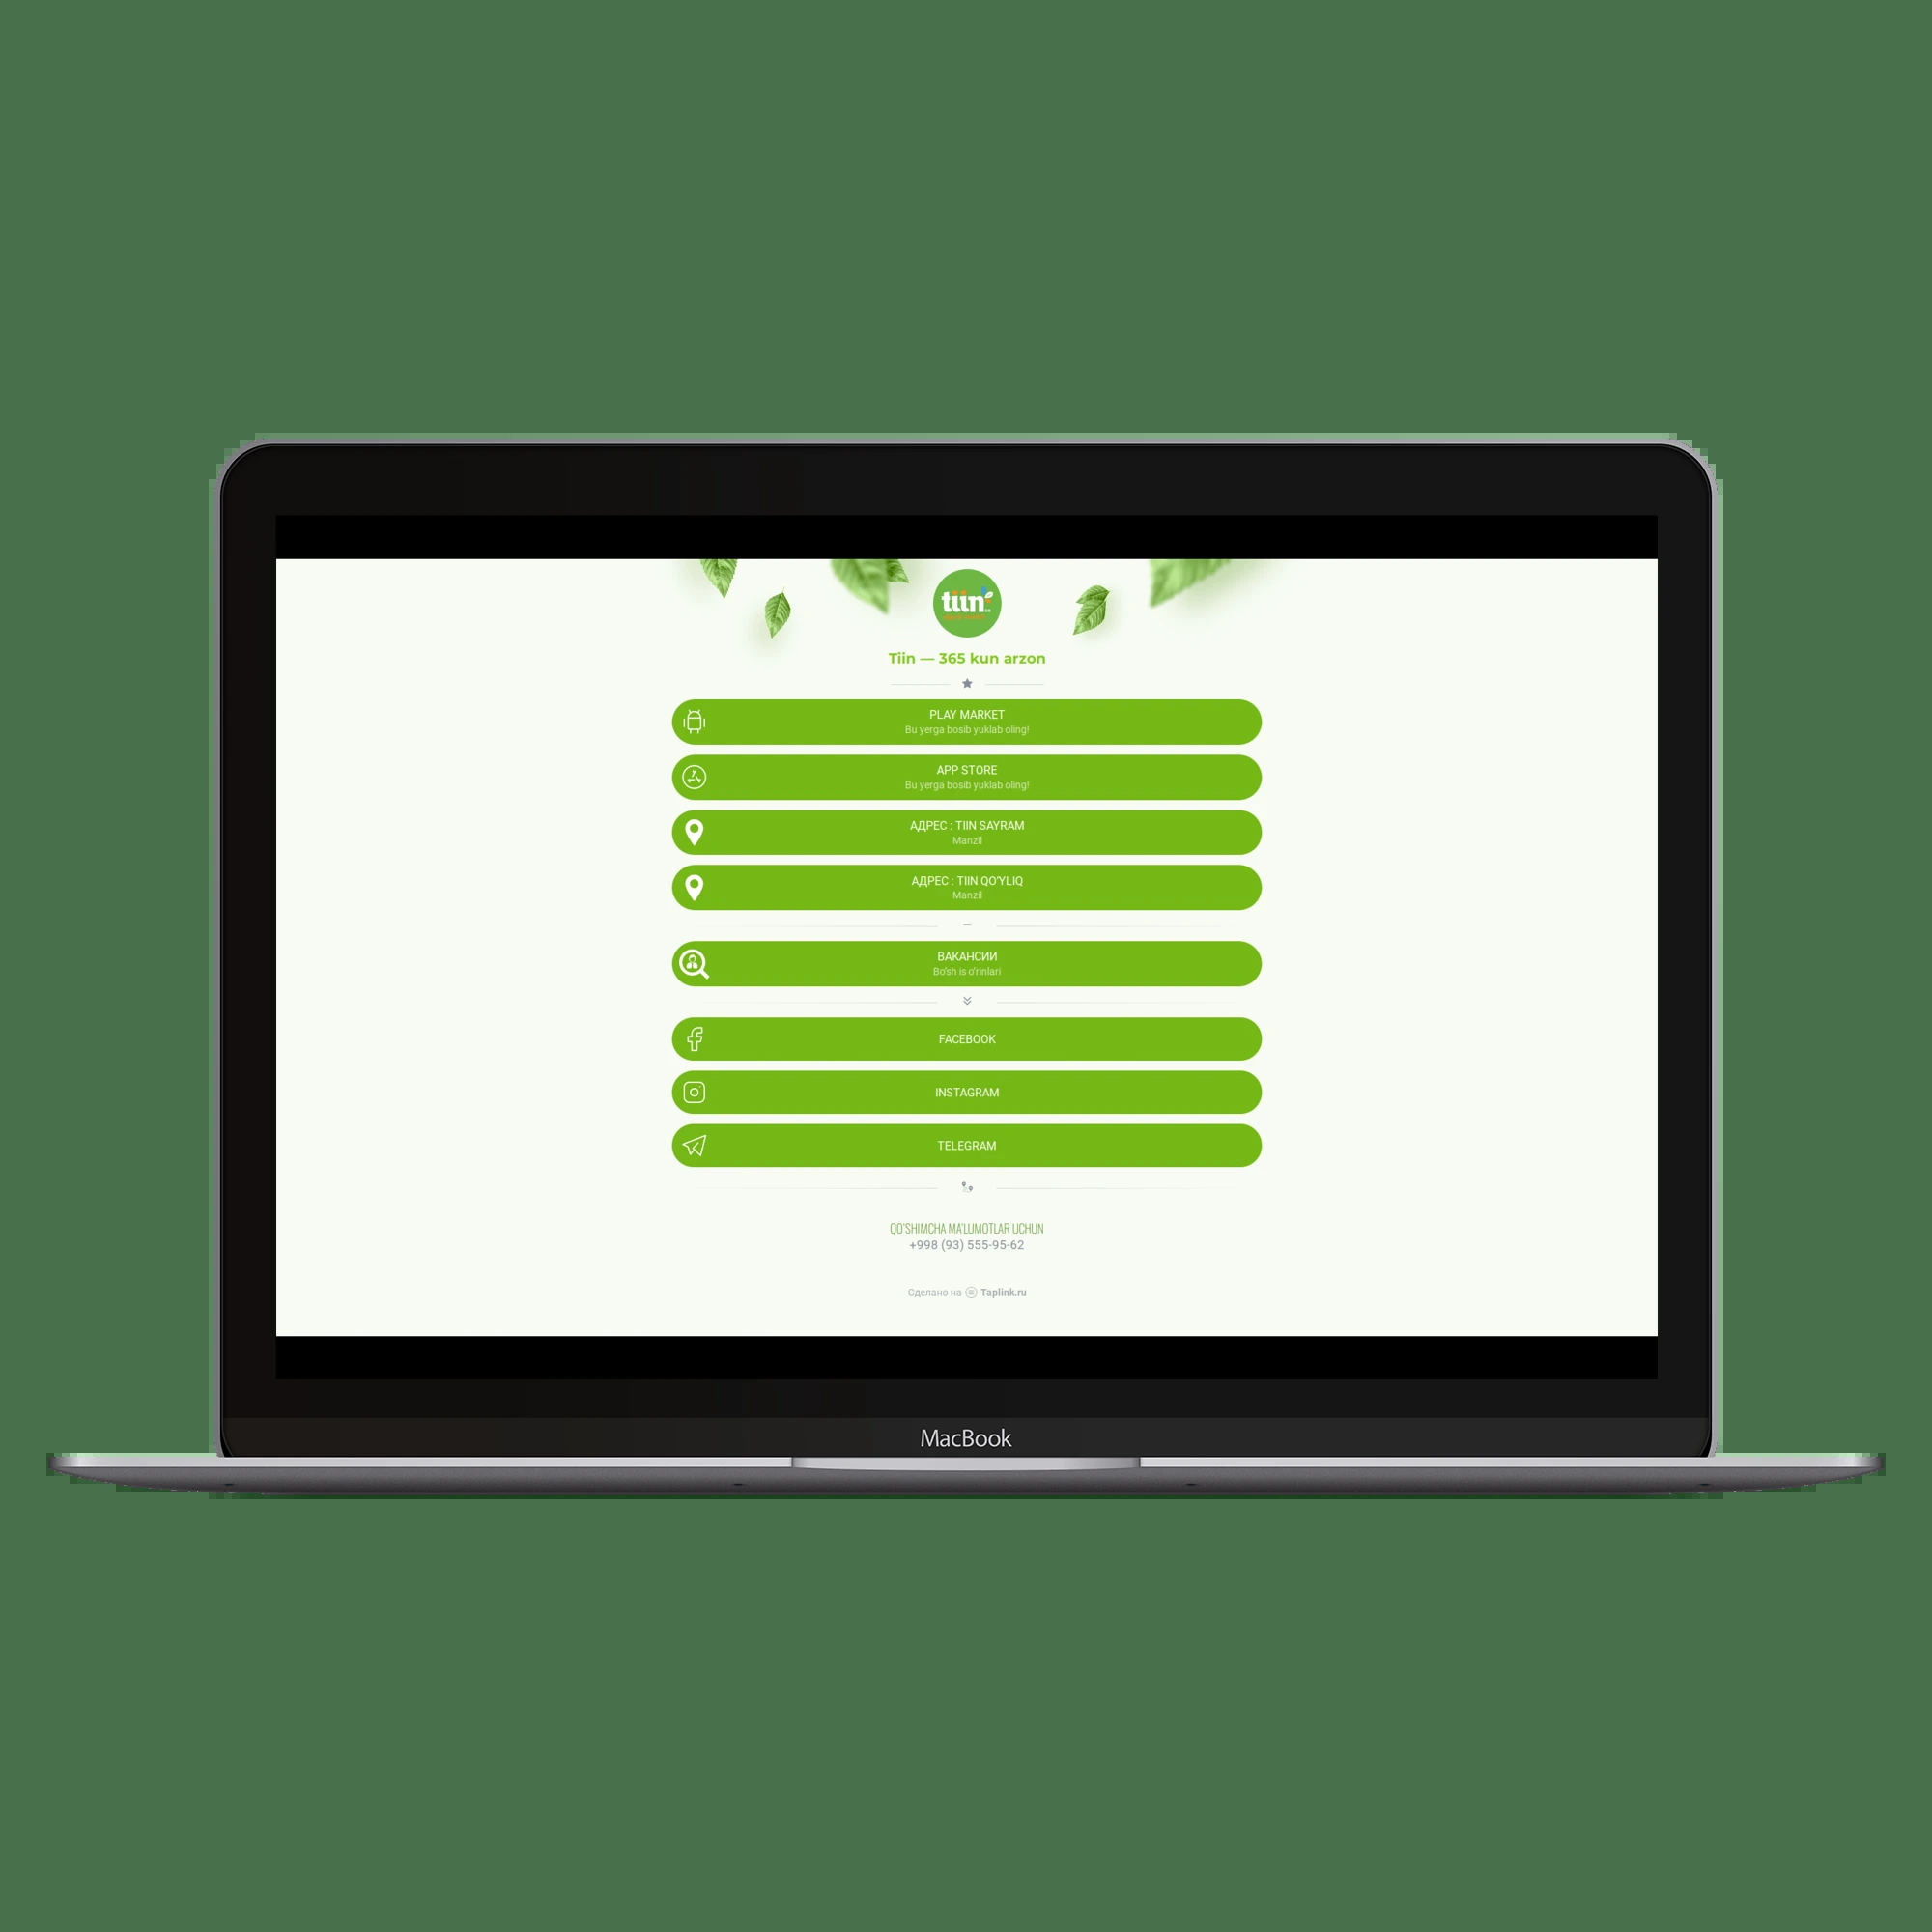 tiin
Tiin — 365 kun arzon
PLAY MARKET
Bu yerga bosib yuklab oling!
APP STORE
Bu yerga bosib yuklab oling!
АДРЕС : TIIN SAYRAM
Manzil
АДРЕС : TIIN QO'YLIQ
Manzil
ВАКАНСИИ
Bo'sh is o'rinlari
FACEBOOK
INSTAGRAM
TELEGRAM
QO'SHIMCHA MA'LUMOTLAR UCHUN
+998 (93) 555-95-62
Сделано на Taplink.ru
MacBook